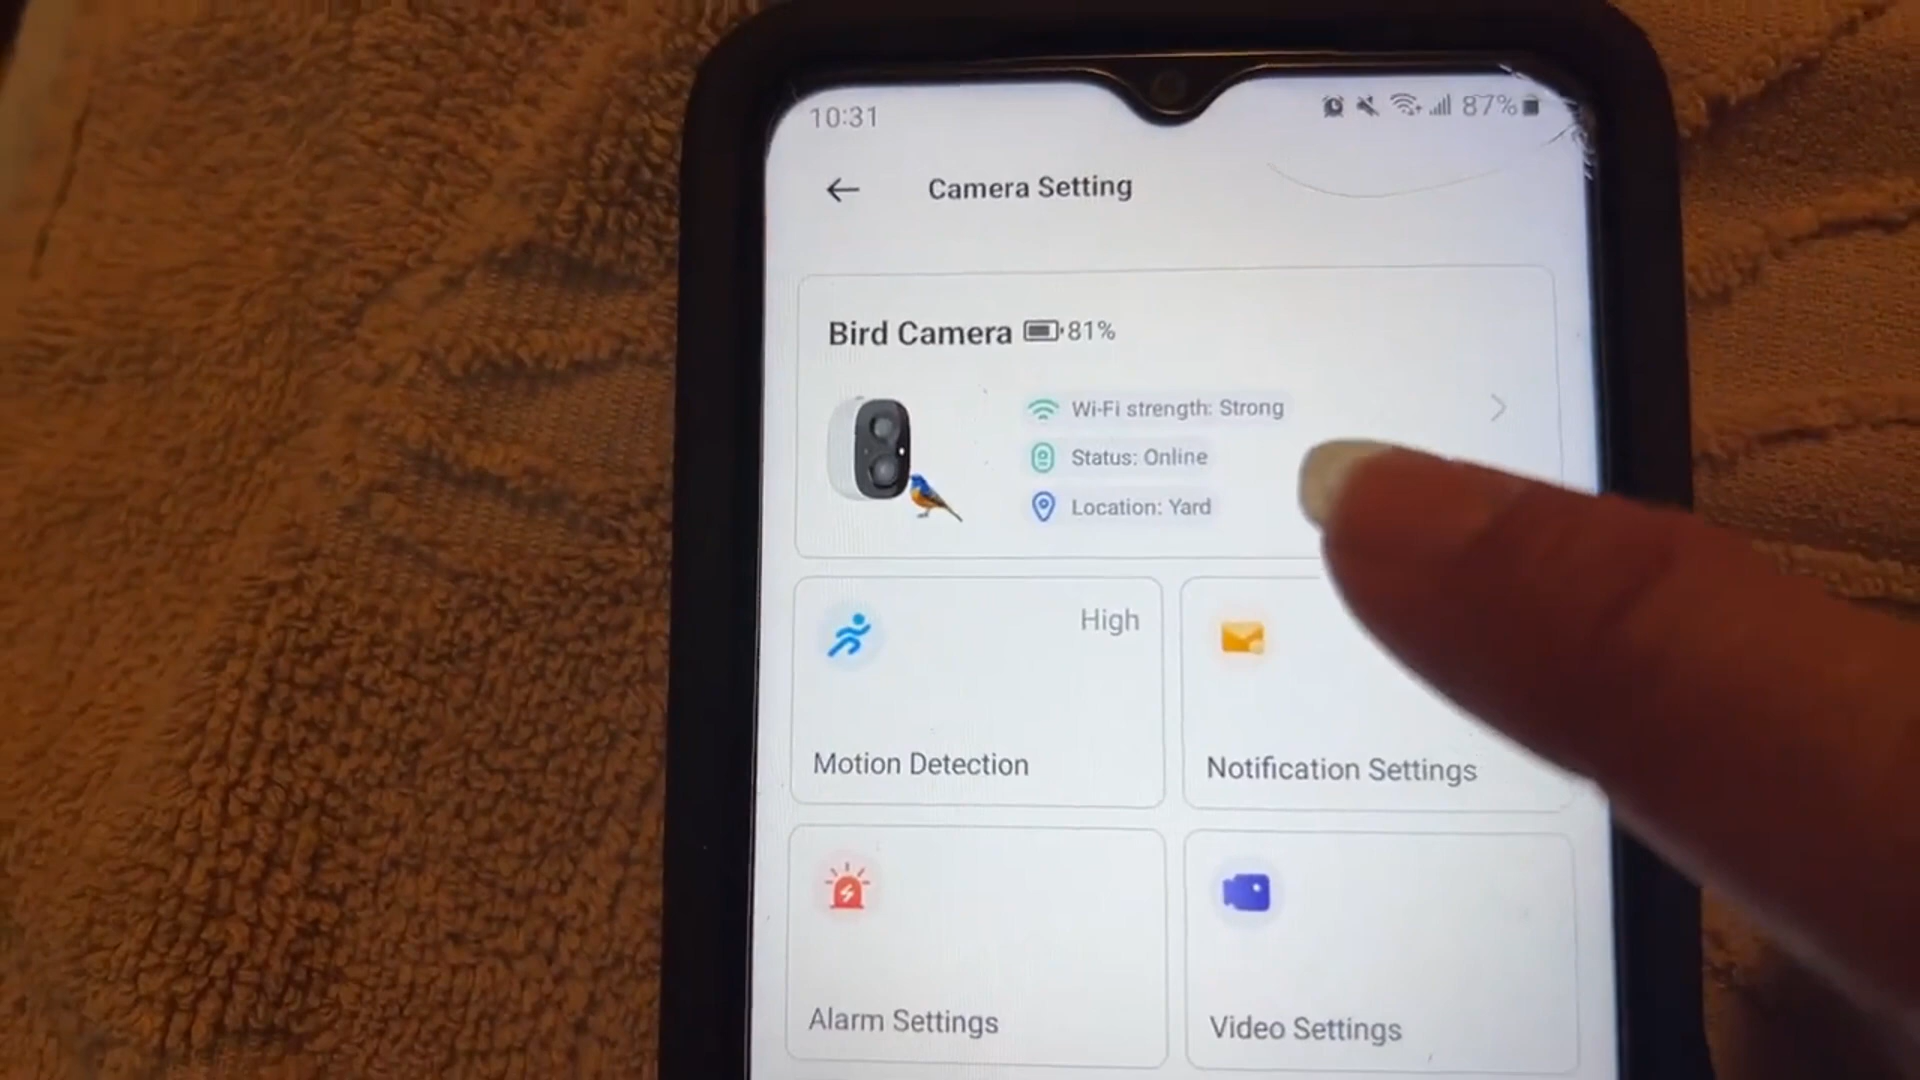 10:31 87%
Camera Setting
Bird Camera 81%
Wi-Fi strength: Strong
Status: Online
Location: Yard
High
Motion Detection
Notification Settings
Alarm Settings
Video Settings